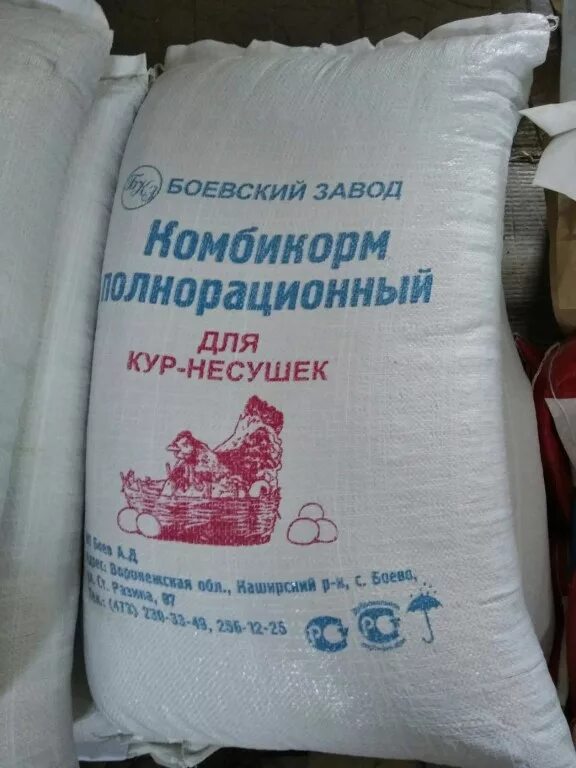 БКЗ БОЕВСКИЙ ЗАВОД
Комбикорм
полнорационный
ДЛЯ
КУР-НЕСУШЕК
Боев А.Д
Воронежская обл., Каширский р-н, с. Боево,
Ст. Разина, 97
(473) 230-33-49, 256-12-25